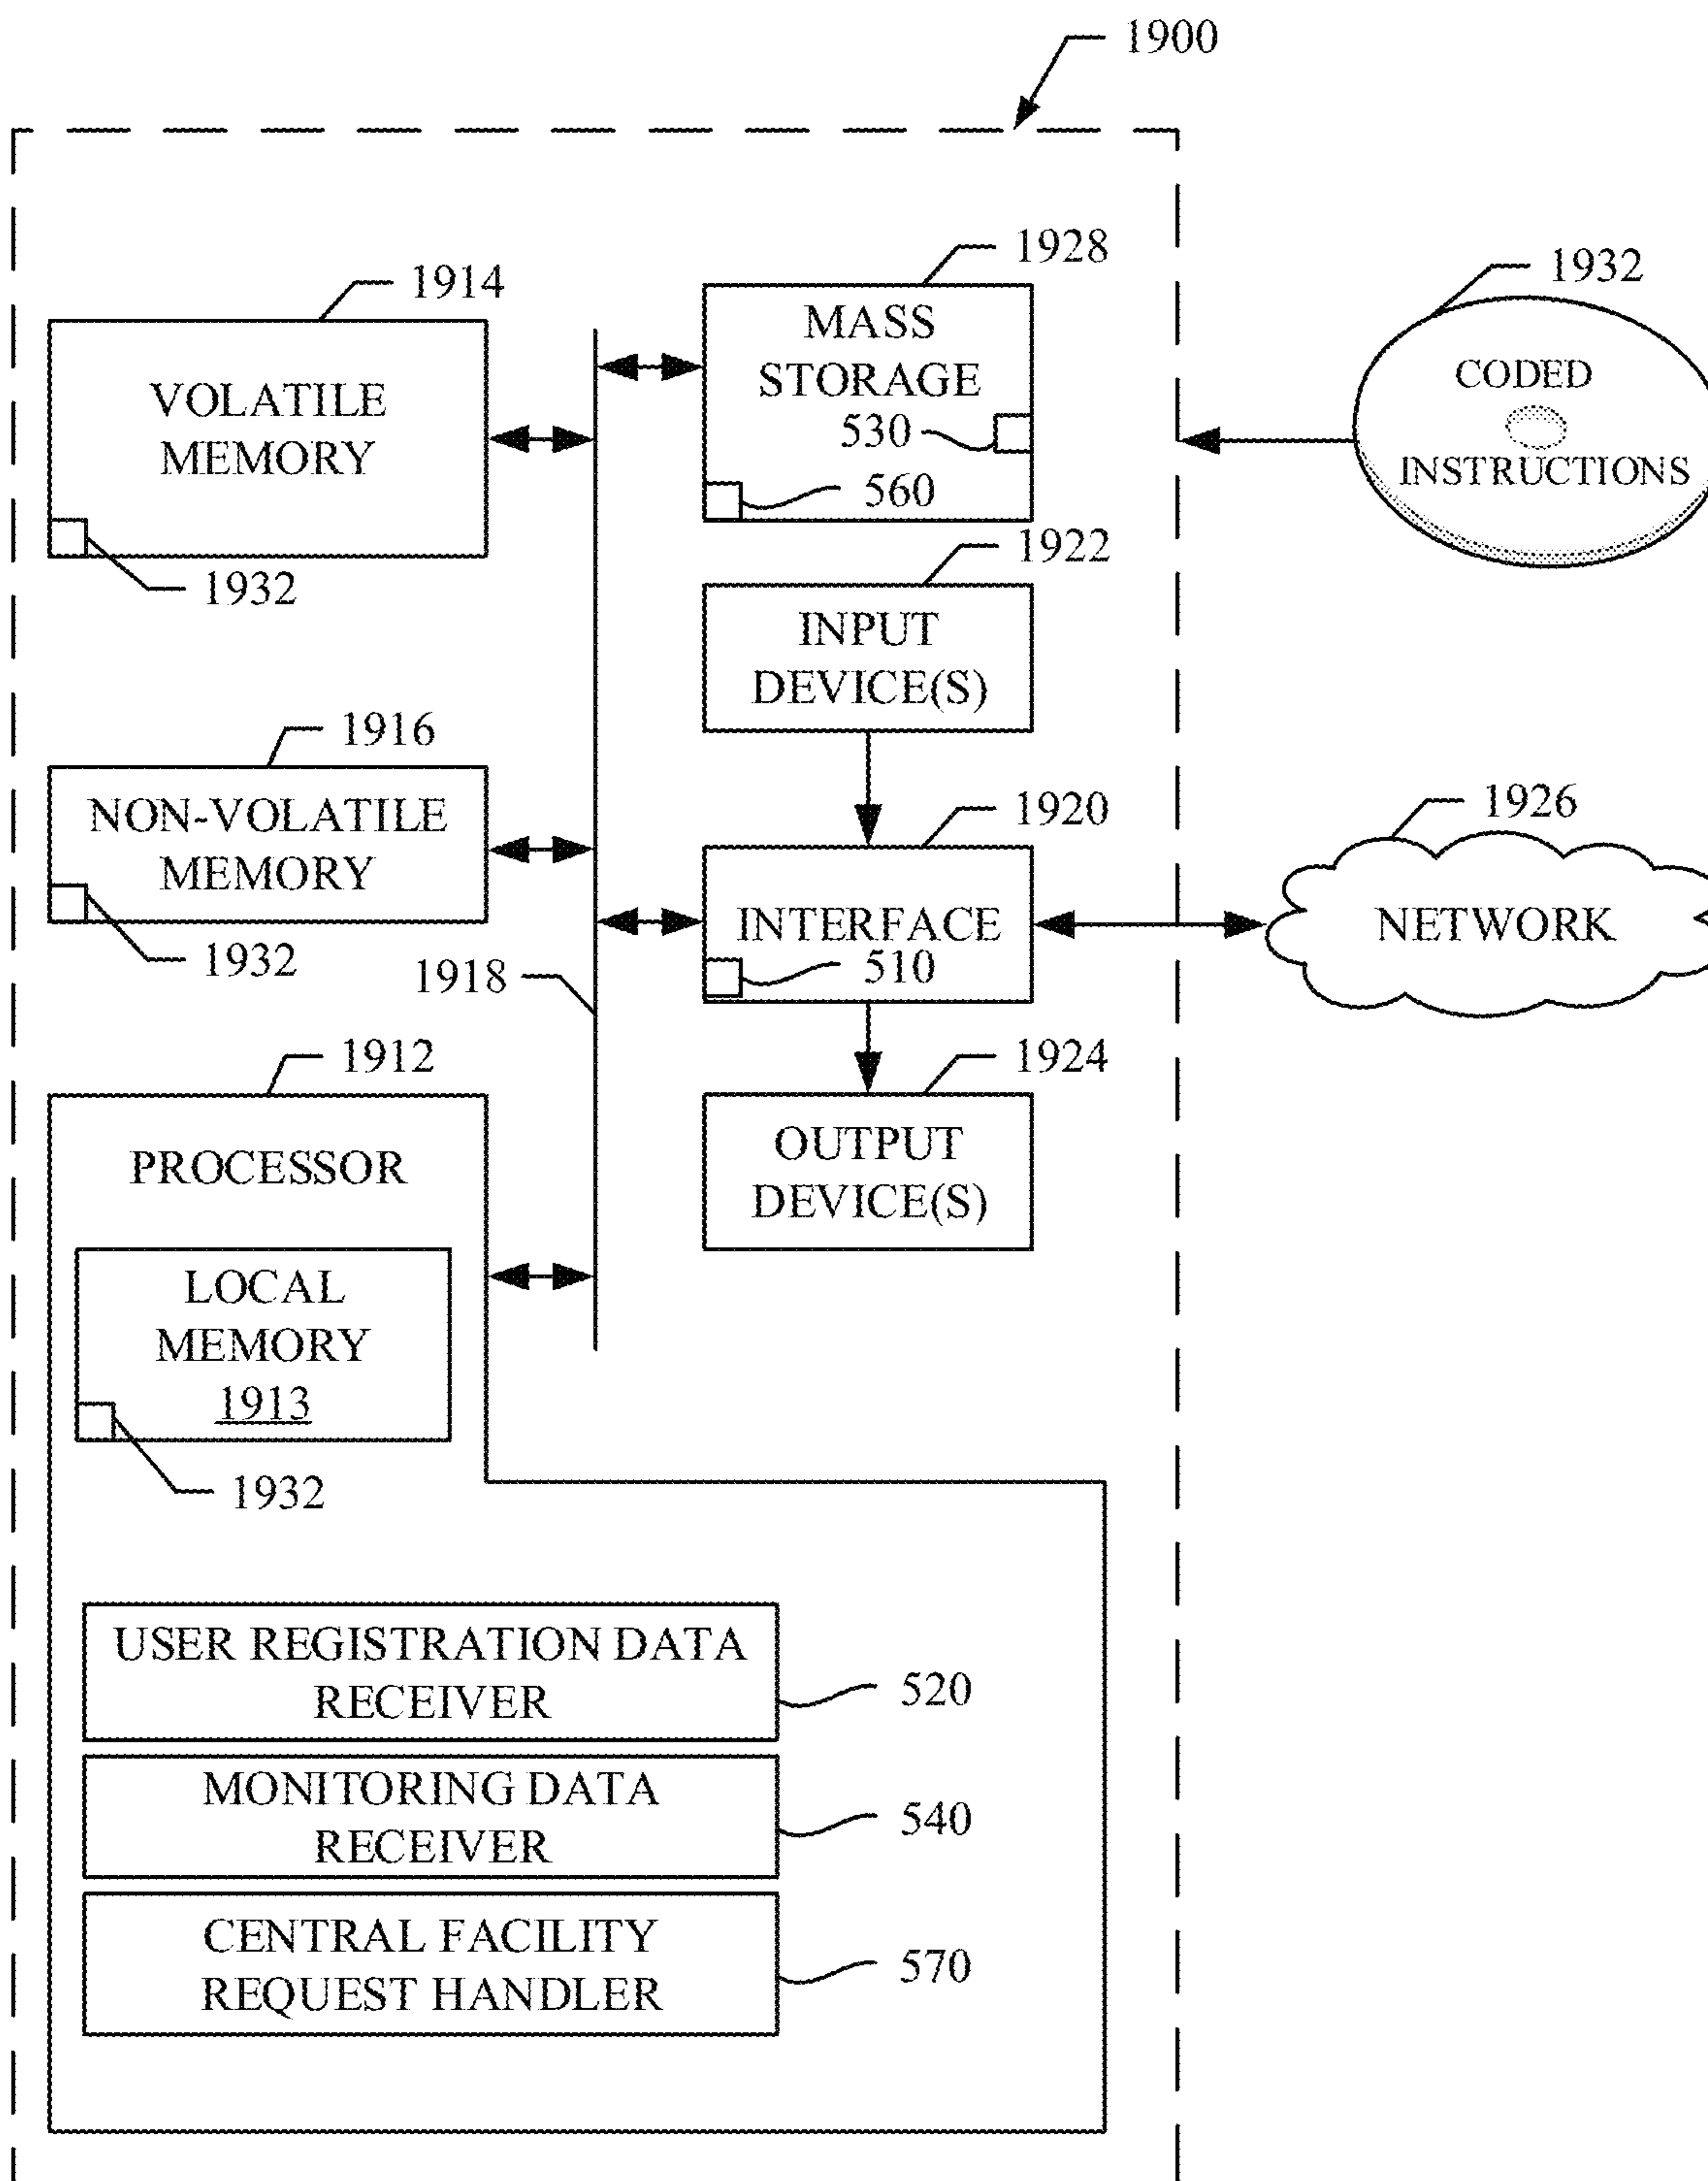 1900
1914
VOLATILE
MEMORY
1932
1928
MASS
STORAGE
530
560
1932
CODED
INSTRUCTIONS
1922
INPUT
DEVICE(S)
1916
NON-VOLATILE
MEMORY
1932
1918
1920
INTERFACE
510
1926
NETWORK
1912
PROCESSOR
LOCAL
MEMORY
1913
1932
1924
OUTPUT
DEVICE(S)
USER REGISTRATION DATA
RECEIVER
520
MONITORING DATA
RECEIVER
540
CENTRAL FACILITY
REQUEST HANDLER
570